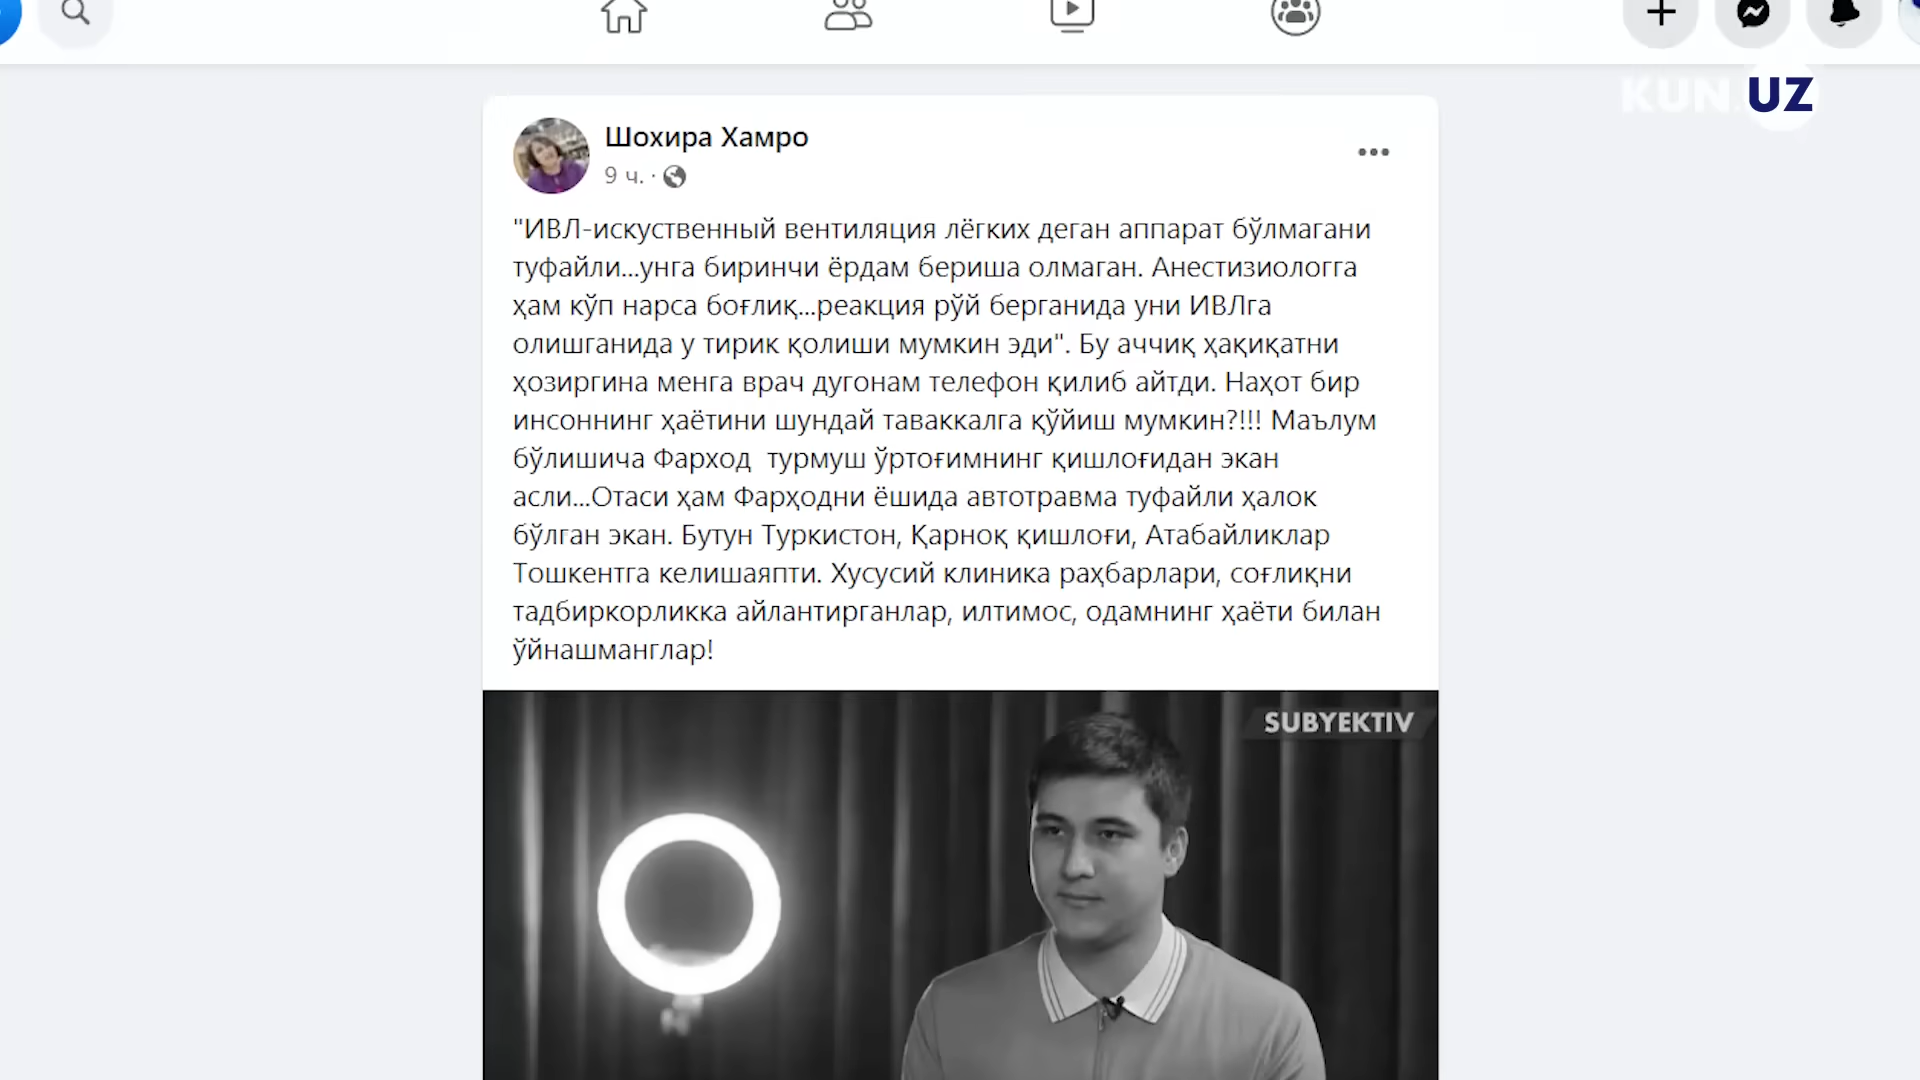 KUN.UZ
Шохира Хамро
9 ч. ·
"ИВЛ-искуственный вентиляция лёгких деган аппарат бўлмагани
туфайли...унга биринчи ёрдам бериша олмаган. Анестизиологга
ҳам кўп нарса боғлиқ...реакция рўй берганида уни ИВЛга
олишганида у тирик қолиши мумкин эди". Бу аччиқ ҳақиқатни
ҳозиргина менга врач дугонам телефон қилиб айтди. Наҳот бир
инсоннинг ҳаётини шундай таваккалга қўйиш мумкин?!!! Маълум
бўлишича Фарход  турмуш ўртоғимнинг қишлоғидан экан
асли...Отаси ҳам Фарҳодни ёшида автотравма туфайли ҳалок
бўлган экан. Бутун Туркистон, Қарноқ қишлоғи, Атабайликлар
Тошкентга келишаяпти. Хусусий клиника раҳбарлари, соғлиқни
тадбиркорликка айлантирганлар, илтимос, одамнинг ҳаёти билан
ўйнашманглар!
SUBYEKTIV